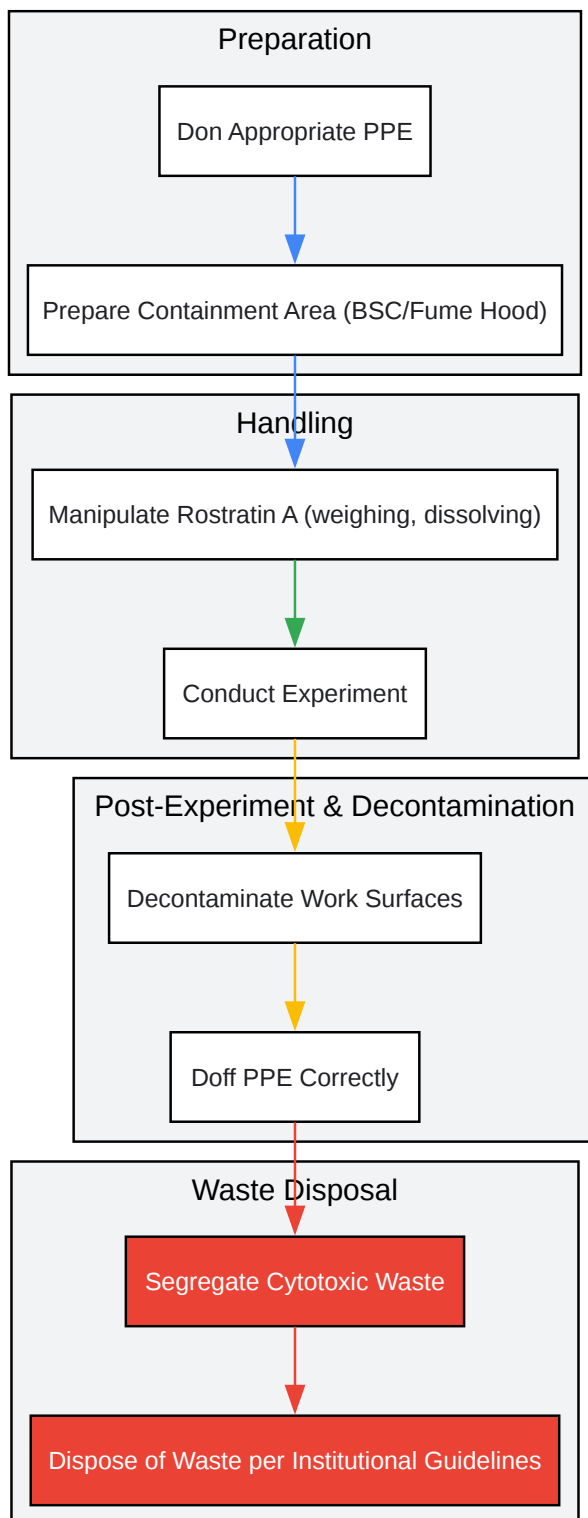 Preparation
Don Appropriate PPE
Prepare Containment Area (BSC/Fume Hood)
Handling
Manipulate Rostratin A (weighing, dissolving)
Conduct Experiment
Post-Experiment & Decontamination
Decontaminate Work Surfaces
Doff PPE Correctly
Waste Disposal
Segregate Cytotoxic Waste
Dispose of Waste per Institutional Guidelines